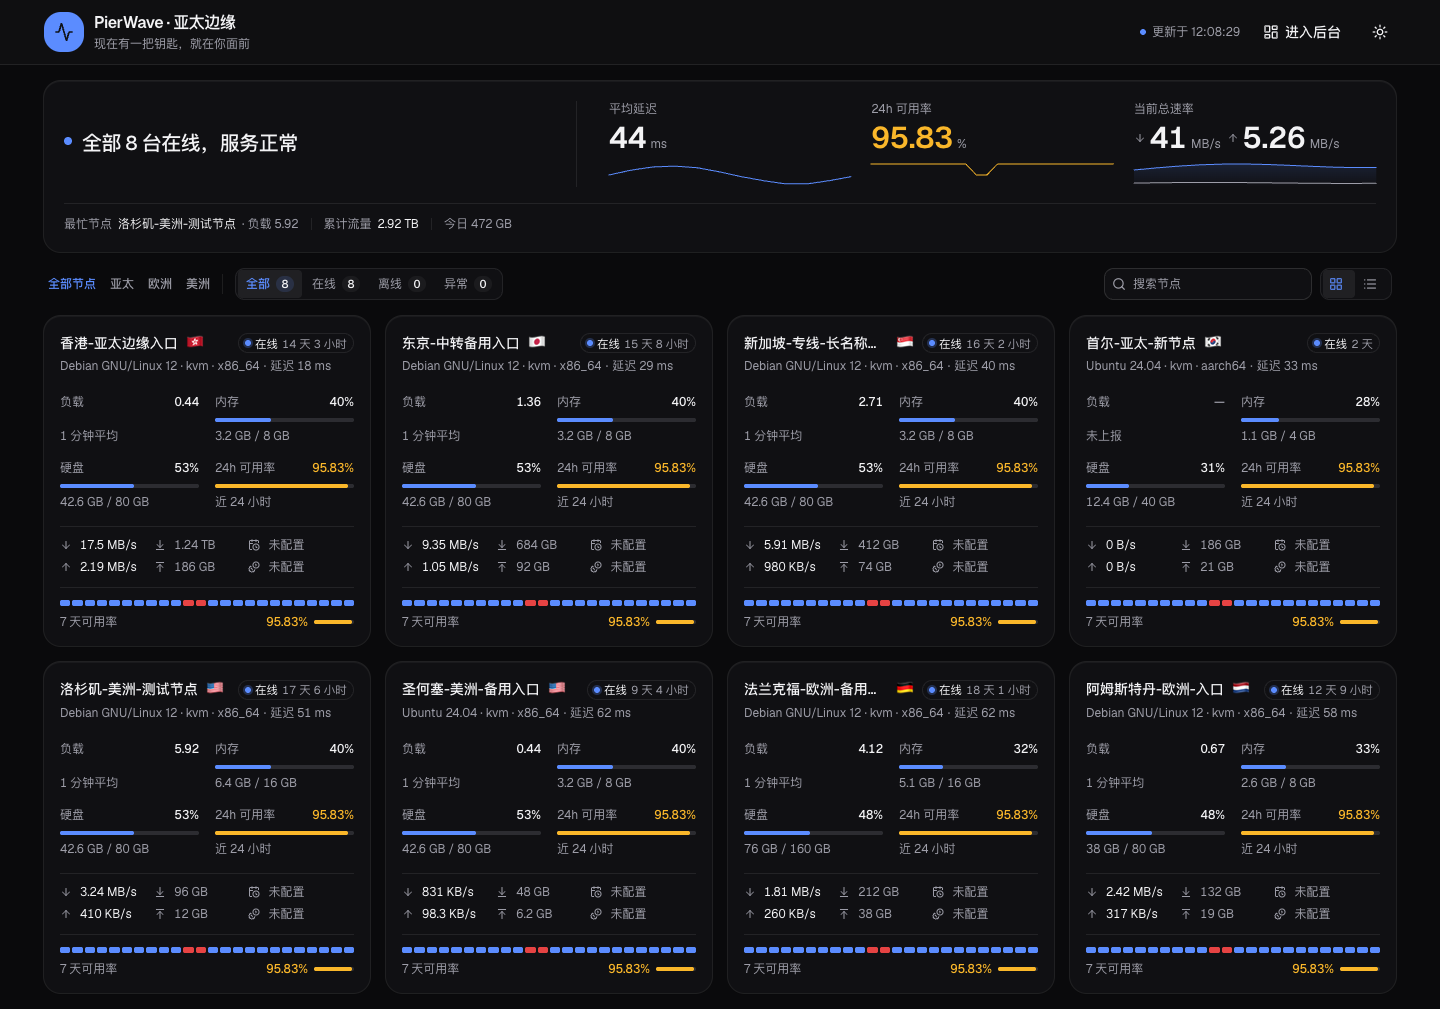 PierWave · 亚太边缘
现在有一把钥匙，就在你面前
更新于 12:08:29
进入后台
全部 8 台在线，服务正常
平均延迟
44 ms
24h 可用率
95.83 %
当前总速率
↓ 41 MB/s ↑ 5.26 MB/s
最忙节点 洛杉矶-美洲-测试节点 · 负载 5.92
累计流量 2.92 TB
今日 472 GB
全部节点 亚太 欧洲 美洲
全部 8 在线 8 离线 0 异常 0
搜索节点
香港-亚太边缘入口
在线 14 天 3 小时
Debian GNU/Linux 12 · kvm · x86_64 · 延迟 18 ms
负载 0.44 内存 40%
1 分钟平均 3.2 GB / 8 GB
硬盘 53% 24h 可用率 95.83%
42.6 GB / 80 GB 近 24 小时
↓ 17.5 MB/s 1.24 TB 未配置
↑ 2.19 MB/s 186 GB 未配置
7 天可用率 95.83%
东京-中转备用入口
在线 15 天 8 小时
Debian GNU/Linux 12 · kvm · x86_64 · 延迟 29 ms
负载 1.36 内存 40%
1 分钟平均 3.2 GB / 8 GB
硬盘 53% 24h 可用率 95.83%
42.6 GB / 80 GB 近 24 小时
↓ 9.35 MB/s 684 GB 未配置
↑ 1.05 MB/s 92 GB 未配置
7 天可用率 95.83%
新加坡-专线-长名称...
在线 16 天 2 小时
Debian GNU/Linux 12 · kvm · x86_64 · 延迟 40 ms
负载 2.71 内存 40%
1 分钟平均 3.2 GB / 8 GB
硬盘 53% 24h 可用率 95.83%
42.6 GB / 80 GB 近 24 小时
↓ 5.91 MB/s 412 GB 未配置
↑ 980 KB/s 74 GB 未配置
7 天可用率 95.83%
首尔-亚太-新节点
在线 2 天
Ubuntu 24.04 · kvm · aarch64 · 延迟 33 ms
负载 — 内存 28%
未上报 1.1 GB / 4 GB
硬盘 31% 24h 可用率 95.83%
12.4 GB / 40 GB 近 24 小时
↓ 0 B/s 186 GB 未配置
↑ 0 B/s 21 GB 未配置
7 天可用率 95.83%
洛杉矶-美洲-测试节点
在线 17 天 6 小时
Debian GNU/Linux 12 · kvm · x86_64 · 延迟 51 ms
负载 5.92 内存 40%
1 分钟平均 6.4 GB / 16 GB
硬盘 53% 24h 可用率 95.83%
42.6 GB / 80 GB 近 24 小时
↓ 3.24 MB/s 96 GB 未配置
↑ 410 KB/s 12 GB 未配置
7 天可用率 95.83%
圣何塞-美洲-备用入口
在线 9 天 4 小时
Ubuntu 24.04 · kvm · x86_64 · 延迟 62 ms
负载 0.44 内存 40%
1 分钟平均 3.2 GB / 8 GB
硬盘 53% 24h 可用率 95.83%
42.6 GB / 80 GB 近 24 小时
↓ 831 KB/s 48 GB 未配置
↑ 98.3 KB/s 6.2 GB 未配置
7 天可用率 95.83%
法兰克福-欧洲-备用...
在线 18 天 1 小时
Debian GNU/Linux 12 · kvm · x86_64 · 延迟 62 ms
负载 4.12 内存 32%
1 分钟平均 5.1 GB / 16 GB
硬盘 48% 24h 可用率 95.83%
76 GB / 160 GB 近 24 小时
↓ 1.81 MB/s 212 GB 未配置
↑ 260 KB/s 38 GB 未配置
7 天可用率 95.83%
阿姆斯特丹-欧洲-入口
在线 12 天 9 小时
Debian GNU/Linux 12 · kvm · x86_64 · 延迟 58 ms
负载 0.67 内存 33%
1 分钟平均 2.6 GB / 8 GB
硬盘 48% 24h 可用率 95.83%
38 GB / 80 GB 近 24 小时
↓ 2.42 MB/s 132 GB 未配置
↑ 317 KB/s 19 GB 未配置
7 天可用率 95.83%